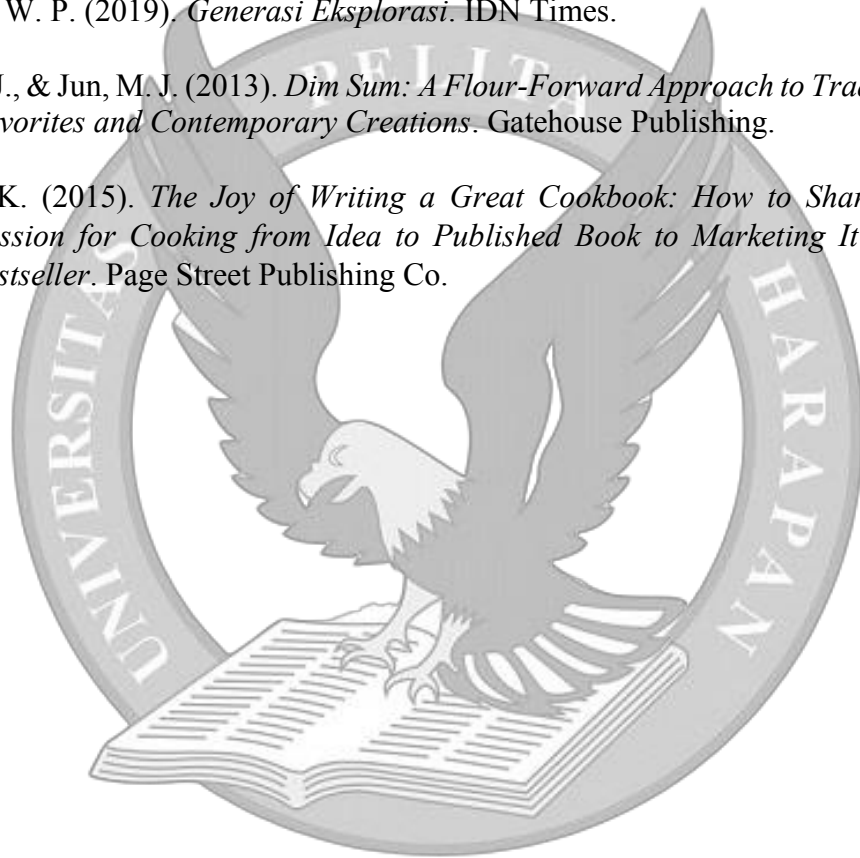 W. P. (2019). Generasi Eksplorasi. IDN Times.
J., & Jun, M. J. (2013). Dim Sum: A Flour-Forward Approach to Trad
vorites and Contemporary Creations. Gatehouse Publishing.
K. (2015). The Joy of Writing a Great Cookbook: How to Shar
ssion for Cooking from Idea to Published Book to Marketing It
stseller. Page Street Publishing Co.
UNIVERSITAS PELITA HARAPAN